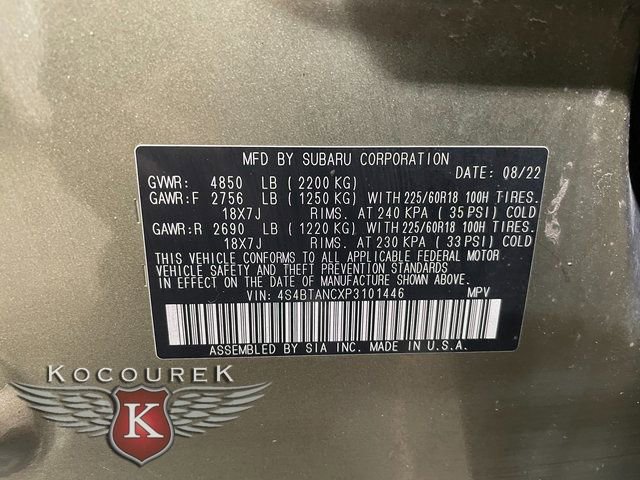 MFD BY SUBARU CORPORATION
DATE: 08/22
GVWR: 4850 LB (2200 KG)
GAWR:F 2756 LB (1250 KG) WITH 225/60R18 100H TIRES.
18X7J RIMS. AT 240 KPA (35 PSI) COLD
GAWR:R 2690 LB (1220 KG) WITH 225/60R18 100H TIRES.
18X7J RIMS. AT 230 KPA (33 PSI) COLD
THIS VEHICLE CONFORMS TO ALL APPLICABLE FEDERAL MOTOR
VEHICLE SAFETY AND THEFT PREVENTION STANDARDS
IN EFFECT ON THE DATE OF MANUFACTURE SHOWN ABOVE.
VIN: 4S4BTANCXP3101446 MPV
ASSEMBLED BY SIA INC. MADE IN U.S.A.
KOCOUREK
K